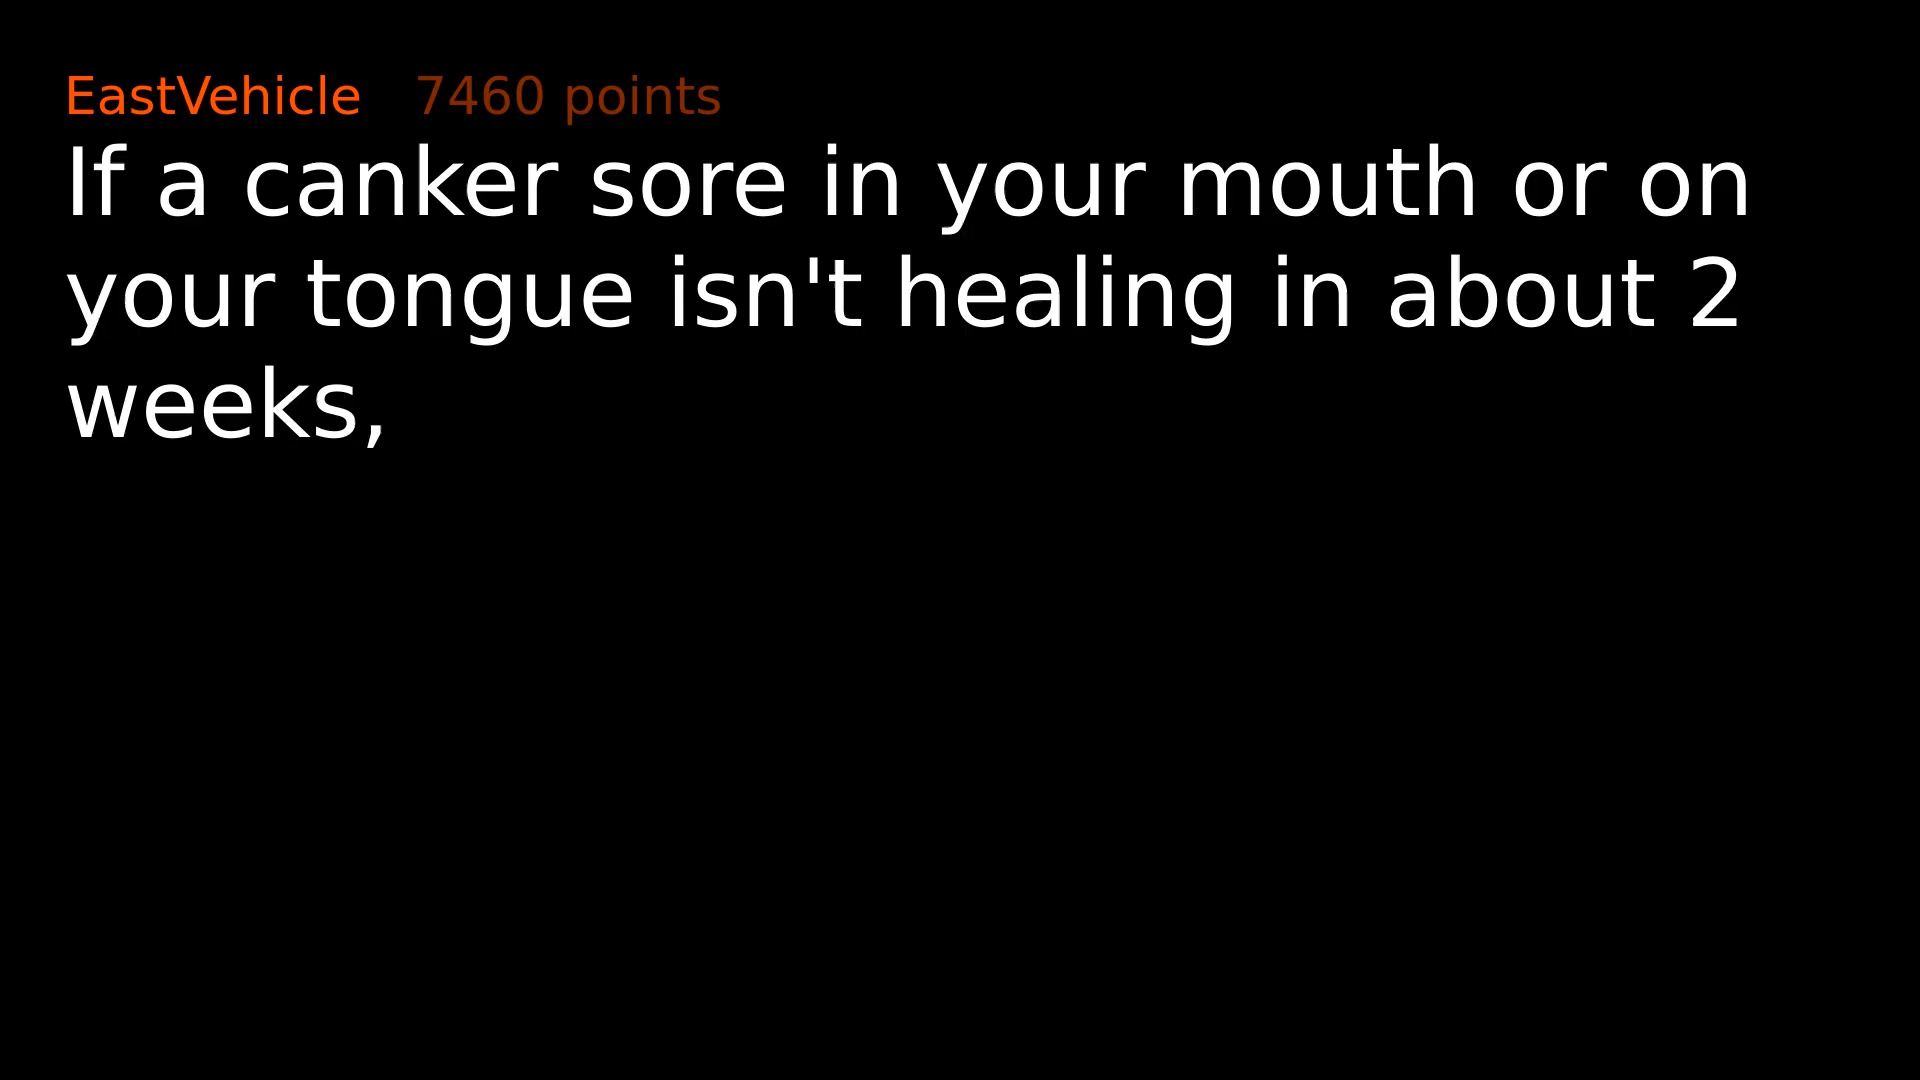 EastVehicle 7460 points
If a canker sore in your mouth or on
your tongue isn't healing in about 2
weeks,